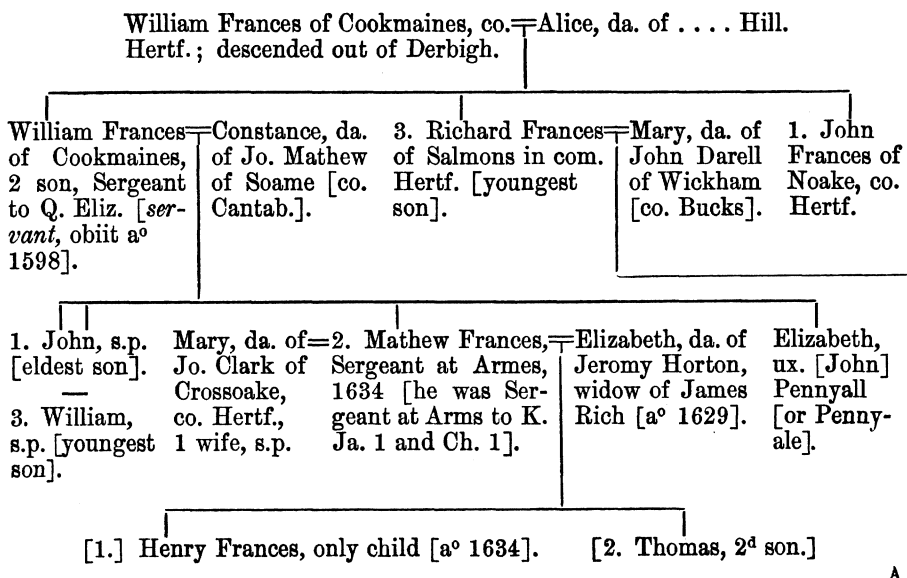 William Frances of Cookmaines, co.=Alice, da. of . . . . Hill.
Hertf.; descended out of Derbigh.
William Frances=Constance, da.
of Cookmaines, of Jo. Mathew
2 son, Sergeant of Soame [co.
to Q. Eliz. [ser- Cantab.].
vant, obiit aº
1598].
3. Richard Frances=Mary, da. of
of Salmons in com. John Darell
Hertf. [youngest of Wickham
son]. [co. Bucks].
1. John
Frances of
Noake, co.
Hertf.
1. John, s.p.
[eldest son].
—
3. William,
s.p. [youngest
son].
Mary, da. of=2. Mathew Frances,=Elizabeth, da. of
Jo. Clark of Sergeant at Armes, Jeromy Horton,
Crossoake, 1634 [he was Ser- widow of James
co. Hertf., geant at Arms to K. Rich [aº 1629].
1 wife, s.p. Ja. 1 and Ch. 1].
Elizabeth,
ux. [John]
Pennyall
[or Penny-
ale].
[1.] Henry Frances, only child [aº 1634]. [2. Thomas, 2ᵈ son.]
A